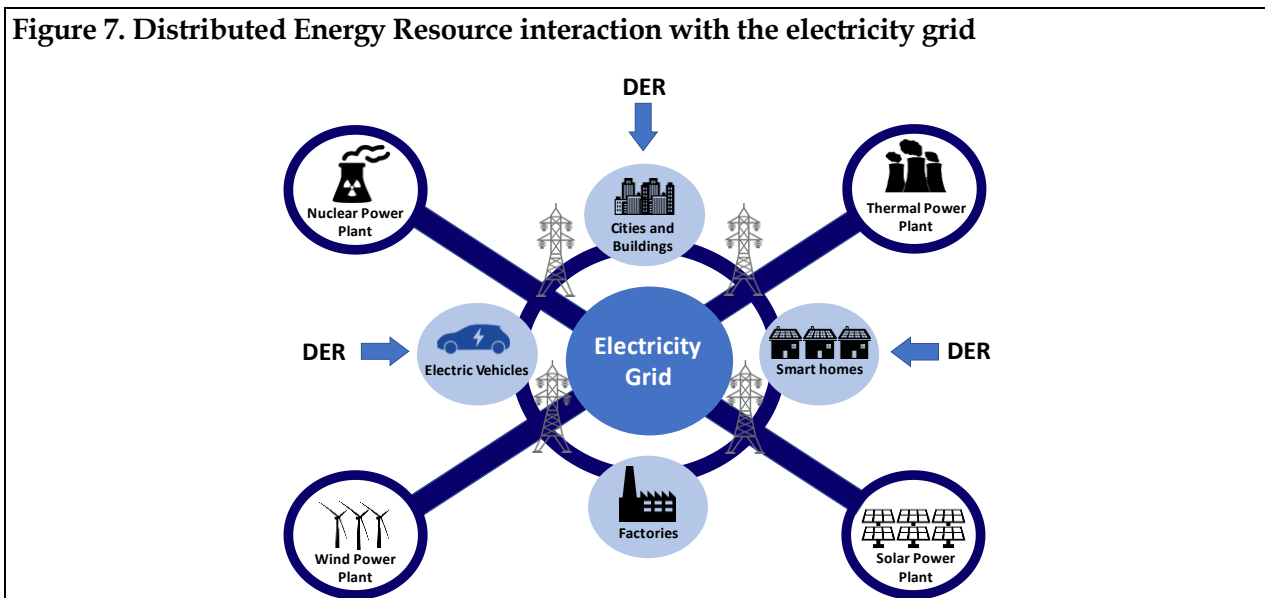 Figure 7. Distributed Energy Resource interaction with the electricity grid
DER
Nuclear Power
Plant
Cities and
Buildings
Thermal Power
Plant
DER
Electric Vehicles
Electricity
Grid
Smart homes
DER
Wind Power
Plant
Factories
Solar Power
Plant